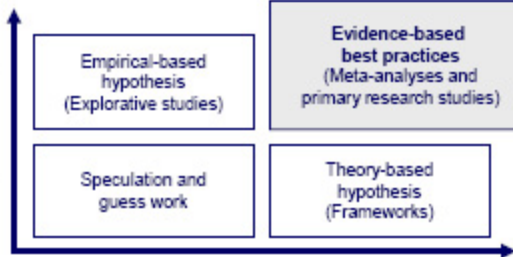 Empirical-based
hypothesis
(Explorative studies)
Evidence-based
best practices
(Meta-analyses and
primary research studies)
Speculation and
guess work
Theory-based
hypothesis
(Frameworks)